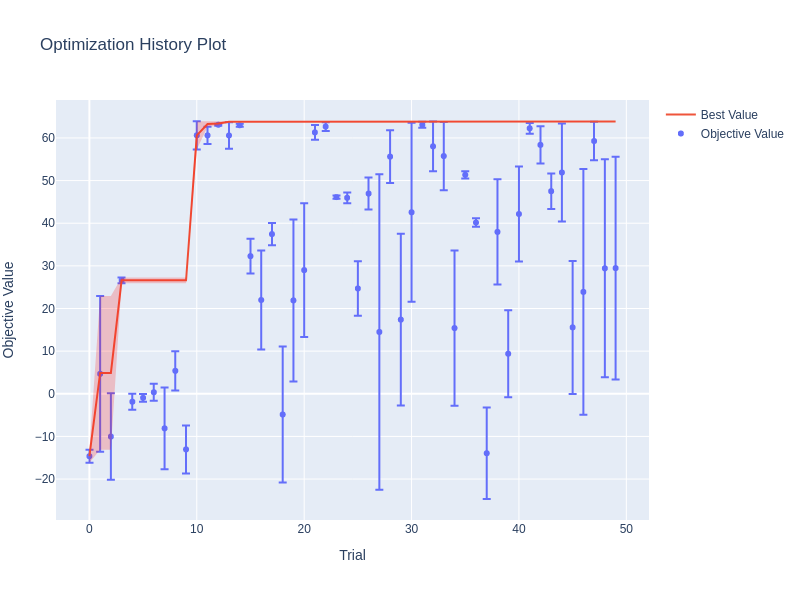 Optimization History Plot
Best Value
Objective Value
60
50
40
30
20
10
0
−10
−20
Objective Value
0 10 20 30 40 50
Trial